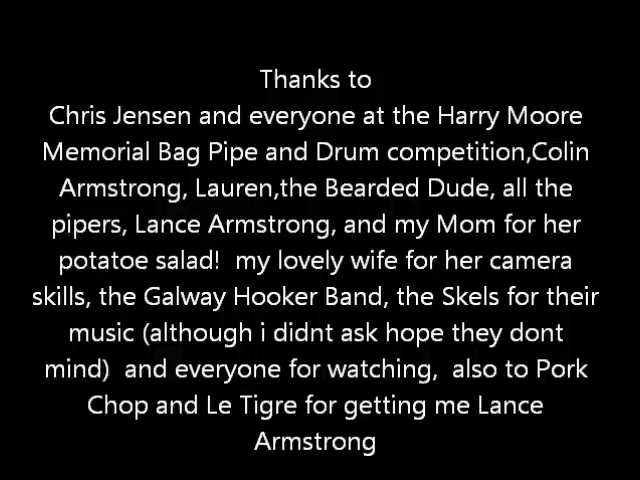 Thanks to
Chris Jensen and everyone at the Harry Moore
Memorial Bag Pipe and Drum competition,Colin
Armstrong, Lauren,the Bearded Dude, all the
pipers, Lance Armstrong, and my Mom for her
potatoe salad!  my lovely wife for her camera
skills, the Galway Hooker Band, the Skels for their
music (although i didnt ask hope they dont
mind)  and everyone for watching,  also to Pork
Chop and Le Tigre for getting me Lance
Armstrong